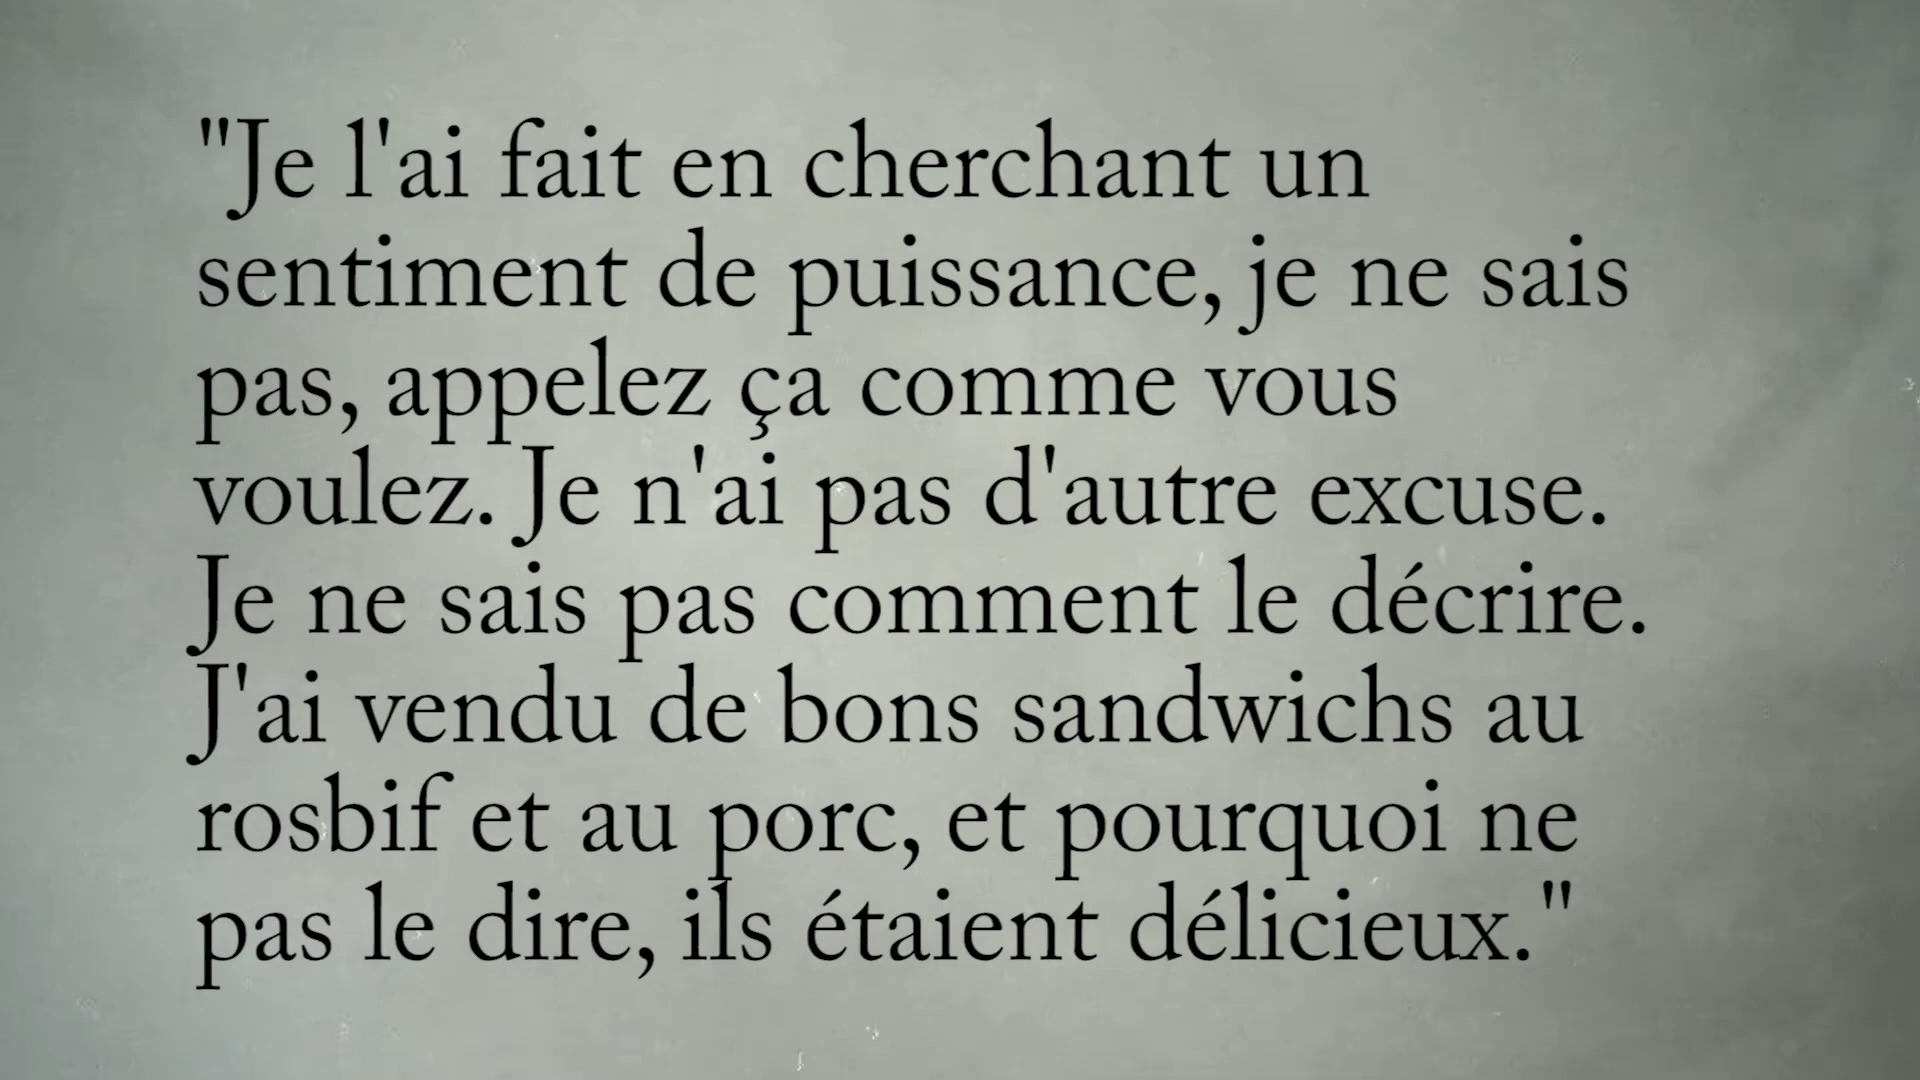 "Je l'ai fait en cherchant un
sentiment de puissance, je ne sais
pas, appelez ça comme vous
voulez. Je n'ai pas d'autre excuse.
Je ne sais pas comment le décrire.
J'ai vendu de bons sandwichs au
rosbif et au porc, et pourquoi ne
pas le dire, ils étaient délicieux."